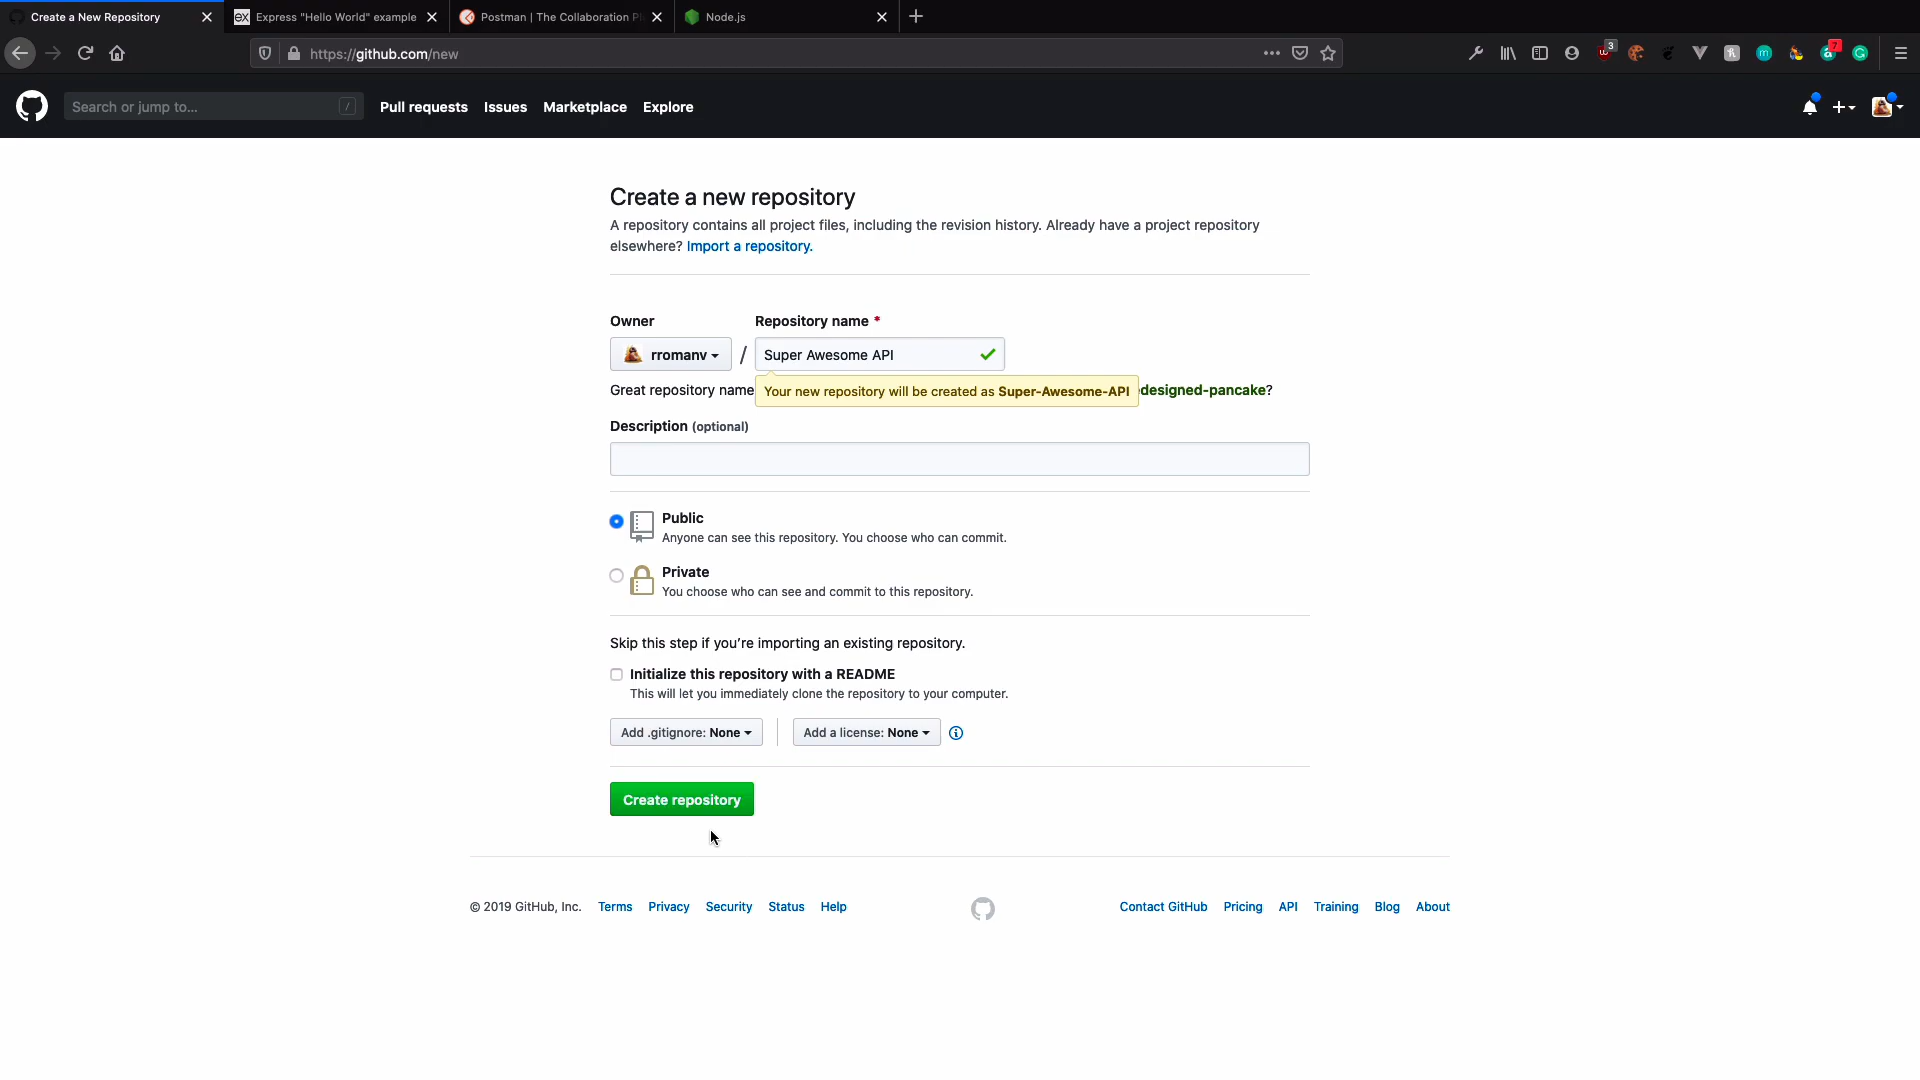 Create a New Repository
Express "Hello World" example
Postman | The Collaboration Pl
Node.js
https://github.com/new
3
7
Search or jump to...
/
Pull requests
Issues
Marketplace
Explore
Create a new repository
A repository contains all project files, including the revision history. Already have a project repository
elsewhere? Import a repository.
Owner
Repository name *
rromanv
/
Super Awesome API
Great repository name
Your new repository will be created as Super-Awesome-API
designed-pancake?
Description (optional)
Public
Anyone can see this repository. You choose who can commit.
Private
You choose who can see and commit to this repository.
Skip this step if you’re importing an existing repository.
Initialize this repository with a README
This will let you immediately clone the repository to your computer.
Add .gitignore: None
Add a license: None
Create repository
© 2019 GitHub, Inc.
Terms
Privacy
Security
Status
Help
Contact GitHub
Pricing
API
Training
Blog
About